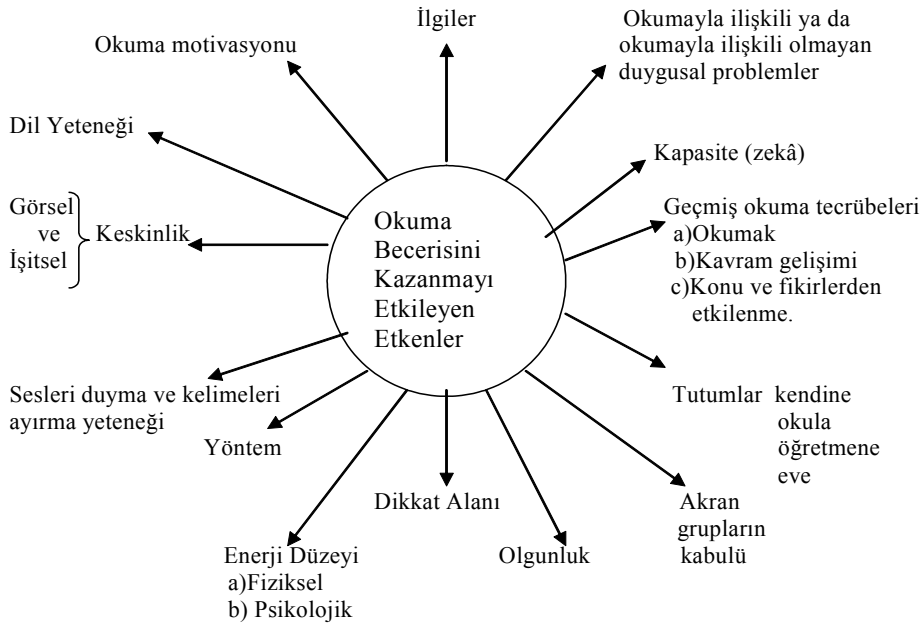 İlgiler
Okumayla ilişkili ya da
okumayla ilişkili olmayan
duygusal problemler
Okuma motivasyonu
Dil Yeteneği
Kapasite (zekâ)
Görsel
ve
İşitsel
Keskinlik
Geçmiş okuma tecrübeleri
a)Okumak
b)Kavram gelişimi
c)Konu ve fikirlerden
etkilenme.
Okuma
Becerisini
Kazanmayı
Etkileyen
Etkenler
Sesleri duyma ve kelimeleri
ayırma yeteneği
Yöntem
Tutumlar kendine
okula
öğretmene
eve
Dikkat Alanı
Akran
grupların
kabulü
Enerji Düzeyi
a)Fiziksel
b) Psikolojik
Olgunluk